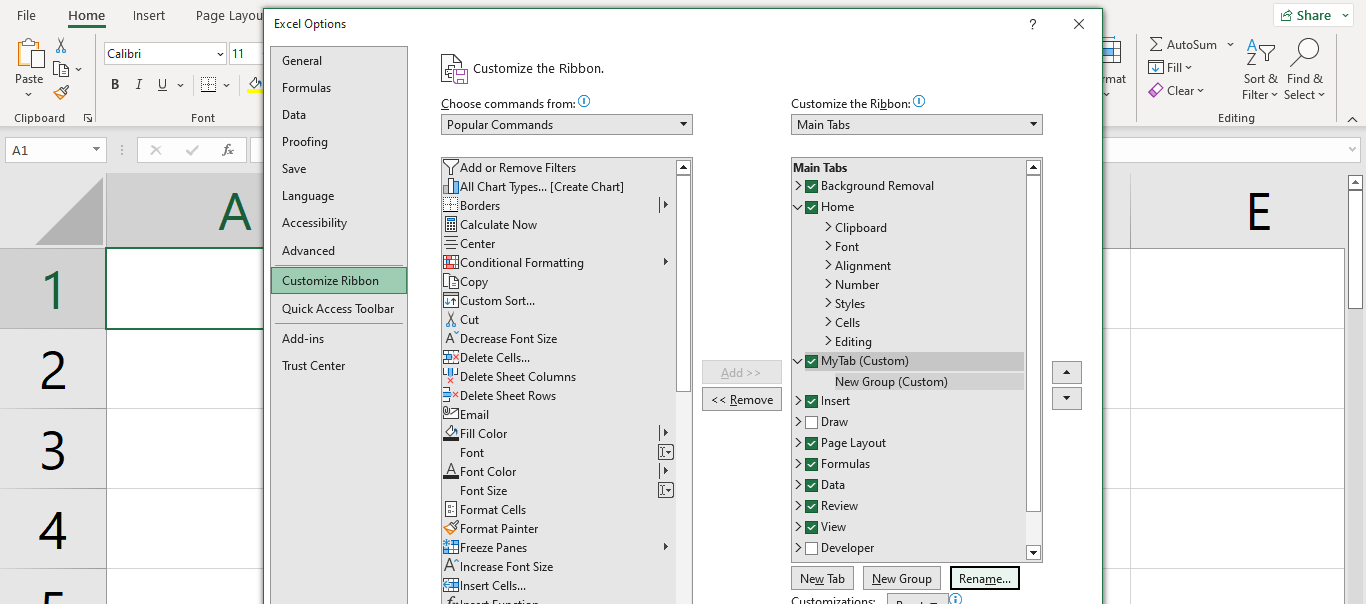 File
Home
Insert
Page Layou
Excel Options
?
Share
Paste
Clipboard
Calibri
11
B I U
Font
mat
AutoSum
Fill
Clear
Sort &
Filter
Find &
Select
Editing
A1
fx
A
E
1
2
3
4
General
Formulas
Data
Proofing
Save
Language
Accessibility
Advanced
Customize Ribbon
Quick Access Toolbar
Add-ins
Trust Center
Customize the Ribbon.
Choose commands from:
Popular Commands
Add or Remove Filters
All Chart Types... [Create Chart]
Borders
Calculate Now
Center
Conditional Formatting
Copy
Custom Sort...
Cut
Decrease Font Size
Delete Cells...
Delete Sheet Columns
Delete Sheet Rows
Email
Fill Color
Font
Font Color
Font Size
Format Cells
Format Painter
Freeze Panes
Increase Font Size
Insert Cells...
Insert Function
Add >>
<< Remove
Customize the Ribbon:
Main Tabs
Main Tabs
Background Removal
Home
Clipboard
Font
Alignment
Number
Styles
Cells
Editing
MyTab (Custom)
New Group (Custom)
Insert
Draw
Page Layout
Formulas
Data
Review
View
Developer
New Tab
New Group
Rename...
Customizations: